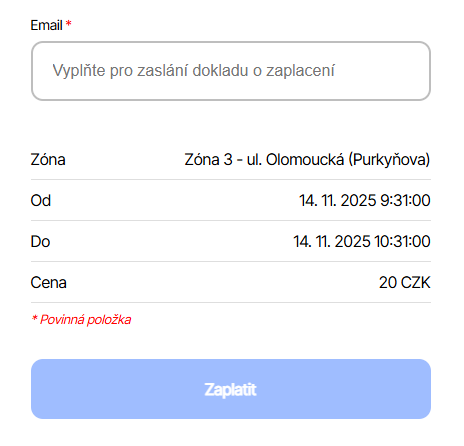 Email *
Vyplňte pro zaslání dokladu o zaplacení
Zóna Zóna 3 - ul. Olomoucká (Purkyňova)
Od 14. 11. 2025 9:31:00
Do 14. 11. 2025 10:31:00
Cena 20 CZK
* Povinná položka
Zaplatit